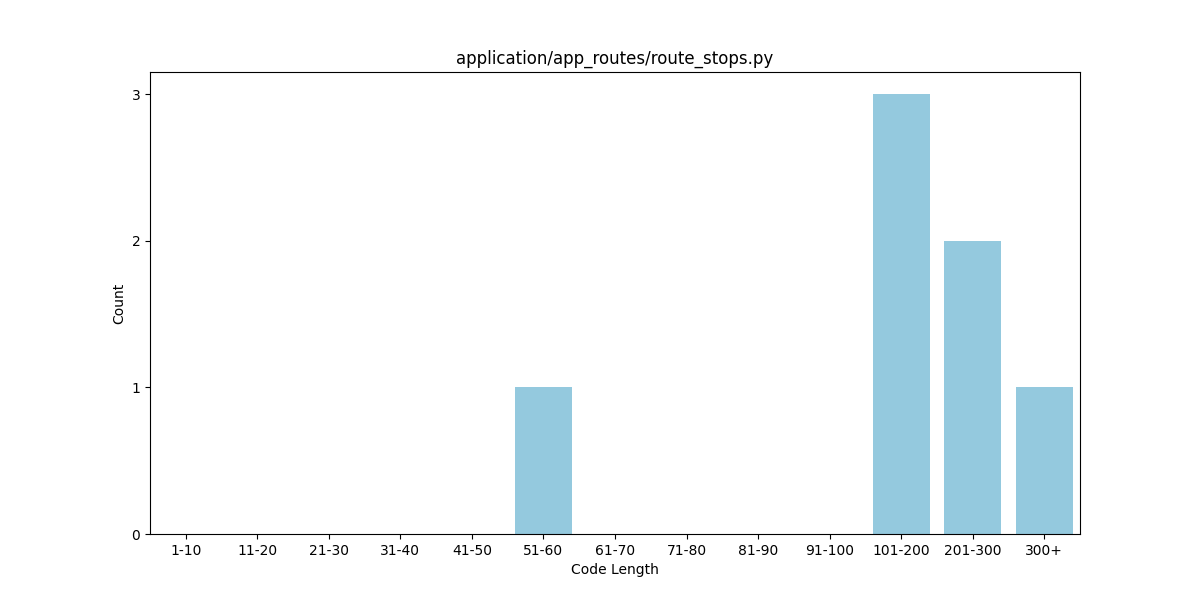 application/app_routes/route_stops.py
3
2
1
0
Count
1-10 11-20 21-30 31-40 41-50 51-60 61-70 71-80 81-90 91-100 101-200 201-300 300+
Code Length